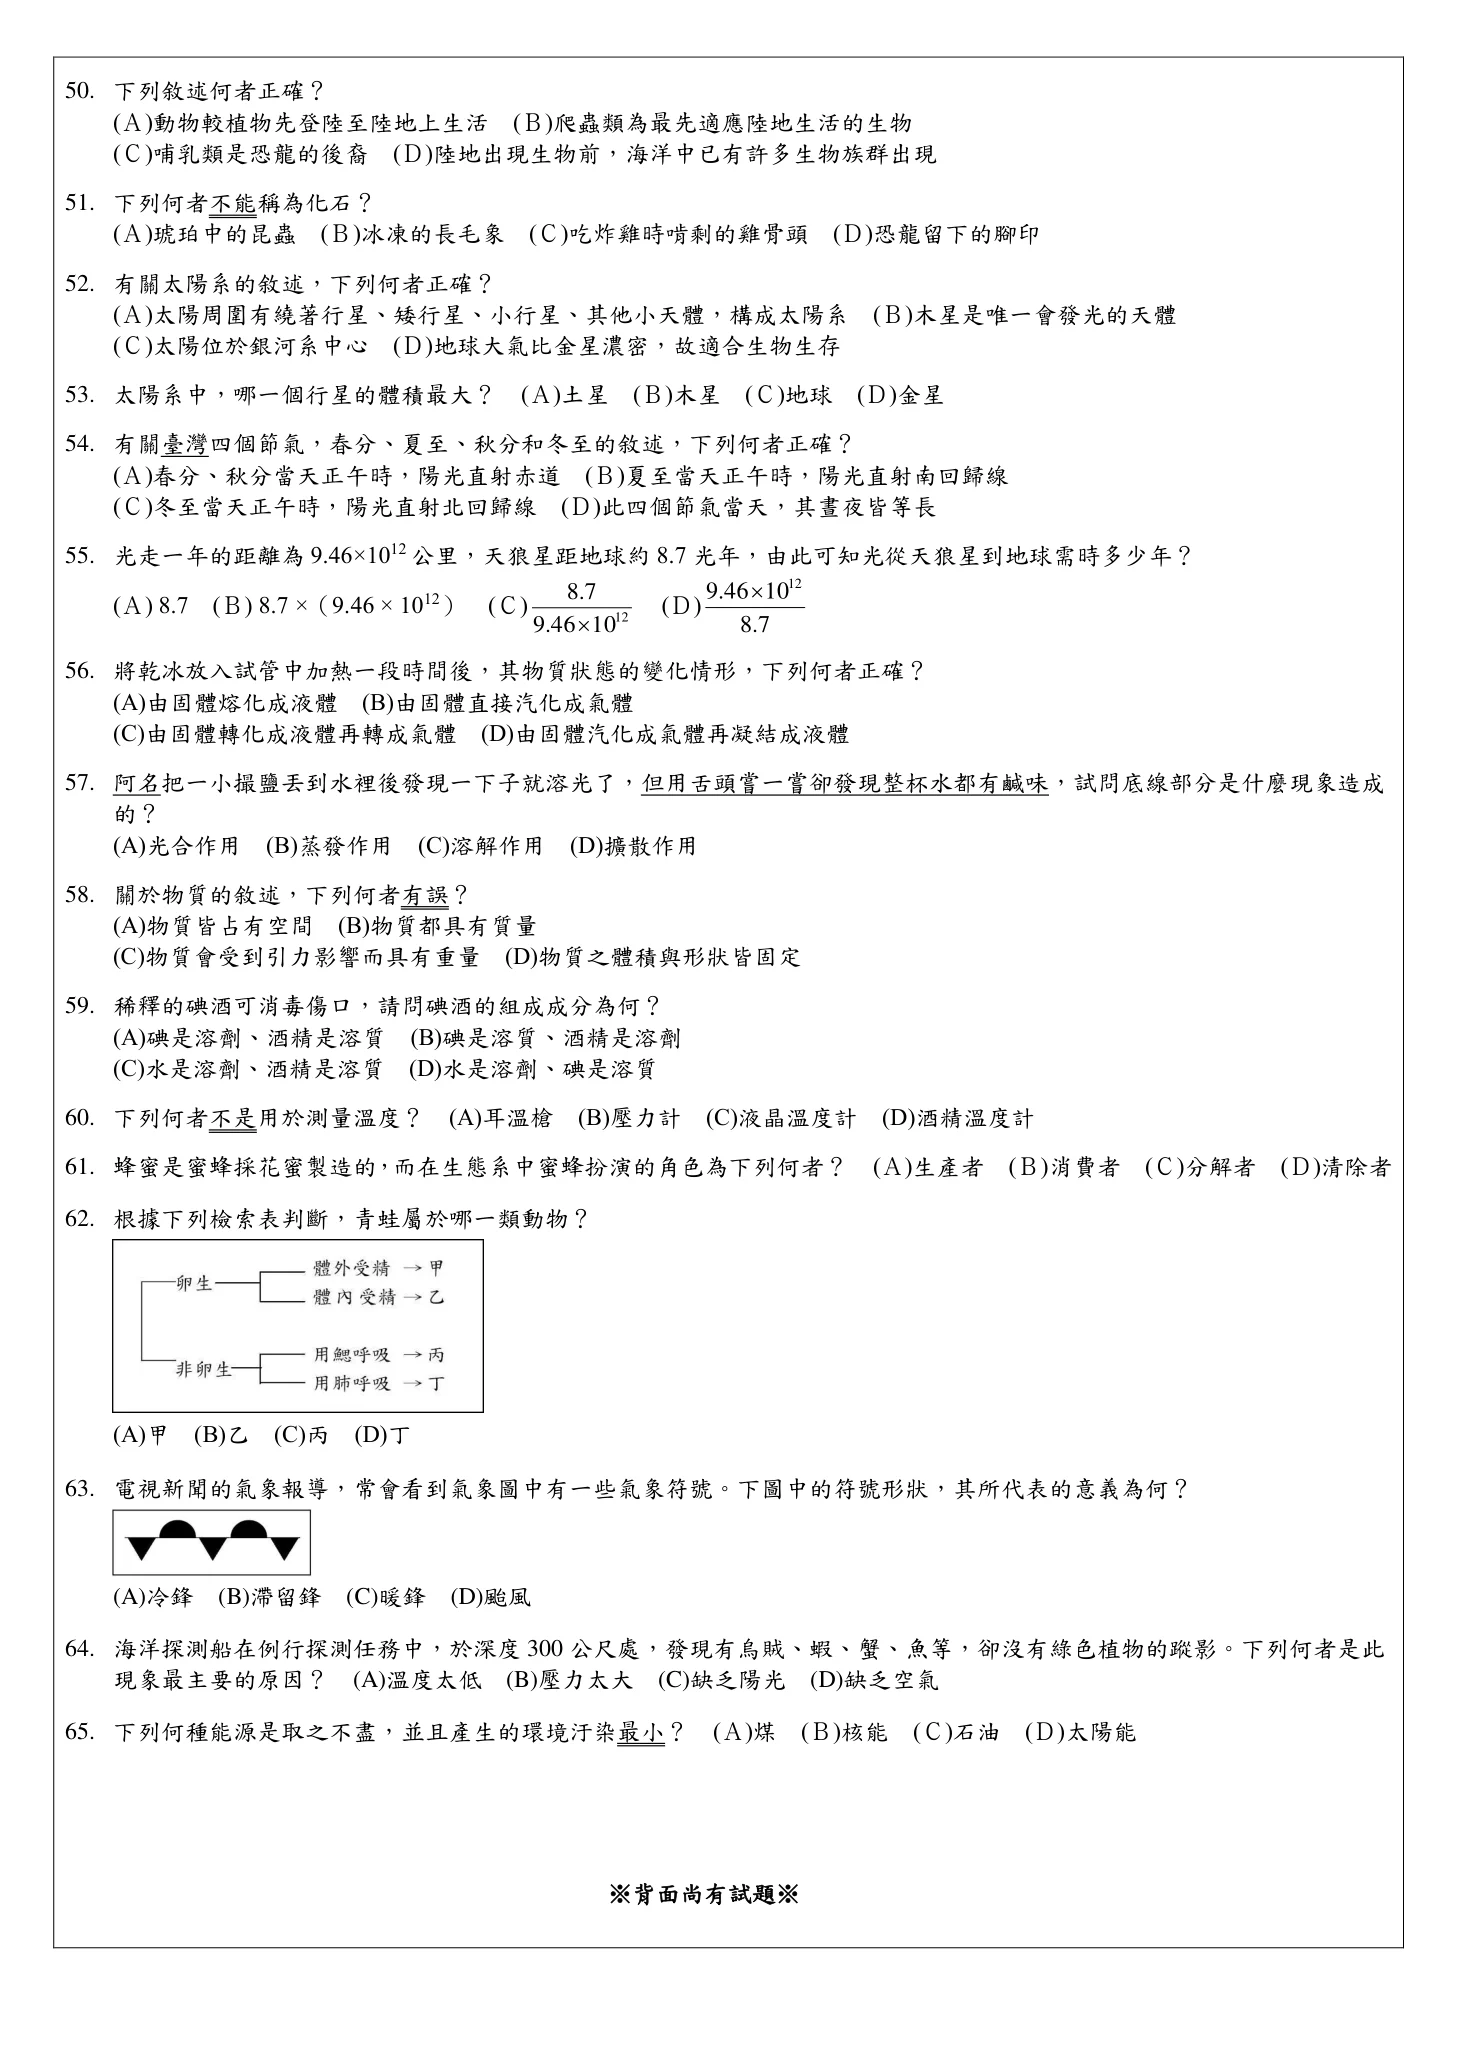 50. 下列敘述何者正確？
(A)動物較植物先登陸至陸地上生活 (B)爬蟲類為最先適應陸地生活的生物
(C)哺乳類是恐龍的後裔 (D)陸地出現生物前，海洋中已有許多生物族群出現
51. 下列何者不能稱為化石？
(A)琥珀中的昆蟲 (B)冰凍的長毛象 (C)吃炸雞時啃剩的雞骨頭 (D)恐龍留下的腳印
52. 有關太陽系的敘述，下列何者正確？
(A)太陽周圍有繞著行星、矮行星、小行星、其他小天體，構成太陽系 (B)木星是唯一會發光的天體
(C)太陽位於銀河系中心 (D)地球大氣比金星濃密，故適合生物生存
53. 太陽系中，哪一個行星的體積最大？ (A)土星 (B)木星 (C)地球 (D)金星
54. 有關臺灣四個節氣，春分、夏至、秋分和冬至的敘述，下列何者正確？
(A)春分、秋分當天正午時，陽光直射赤道 (B)夏至當天正午時，陽光直射南回歸線
(C)冬至當天正午時，陽光直射北回歸線 (D)此四個節氣當天，其晝夜皆等長
55. 光走一年的距離為 9.46×10¹² 公里，天狼星距地球約 8.7 光年，由此可知光從天狼星到地球需時多少年？
(A) 8.7 (B) 8.7 ×（9.46 × 10¹²） (C) 8.7 / 9.46×10¹² (D) 9.46×10¹² / 8.7
56. 將乾冰放入試管中加熱一段時間後，其物質狀態的變化情形，下列何者正確？
(A)由固體熔化成液體 (B)由固體直接汽化成氣體
(C)由固體轉化成液體再轉成氣體 (D)由固體汽化成氣體再凝結成液體
57. 阿名把一小撮鹽丟到水裡後發現一下子就溶光了，但用舌頭嘗一嘗卻發現整杯水都有鹹味，試問底線部分是什麼現象造成
的？
(A)光合作用 (B)蒸發作用 (C)溶解作用 (D)擴散作用
58. 關於物質的敘述，下列何者有誤？
(A)物質皆占有空間 (B)物質都具有質量
(C)物質會受到引力影響而具有重量 (D)物質之體積與形狀皆固定
59. 稀釋的碘酒可消毒傷口，請問碘酒的組成成分為何？
(A)碘是溶劑、酒精是溶質 (B)碘是溶質、酒精是溶劑
(C)水是溶劑、酒精是溶質 (D)水是溶劑、碘是溶質
60. 下列何者不是用於測量溫度？ (A)耳溫槍 (B)壓力計 (C)液晶溫度計 (D)酒精溫度計
61. 蜂蜜是蜜蜂採花蜜製造的，而在生態系中蜜蜂扮演的角色為下列何者？ (A)生產者 (B)消費者 (C)分解者 (D)清除者
62. 根據下列檢索表判斷，青蛙屬於哪一類動物？
卵生
體外受精 →甲
體內受精→乙
非卵生
用鰓呼吸 →丙
用肺呼吸 →丁
(A)甲 (B)乙 (C)丙 (D)丁
63. 電視新聞的氣象報導，常會看到氣象圖中有一些氣象符號。下圖中的符號形狀，其所代表的意義為何？
(A)冷鋒 (B)滯留鋒 (C)暖鋒 (D)颱風
64. 海洋探測船在例行探測任務中，於深度 300 公尺處，發現有烏賊、蝦、蟹、魚等，卻沒有綠色植物的蹤影。下列何者是此
現象最主要的原因？ (A)溫度太低 (B)壓力太大 (C)缺乏陽光 (D)缺乏空氣
65. 下列何種能源是取之不盡，並且產生的環境汙染最小？ (A)煤 (B)核能 (C)石油 (D)太陽能
※背面尚有試題※